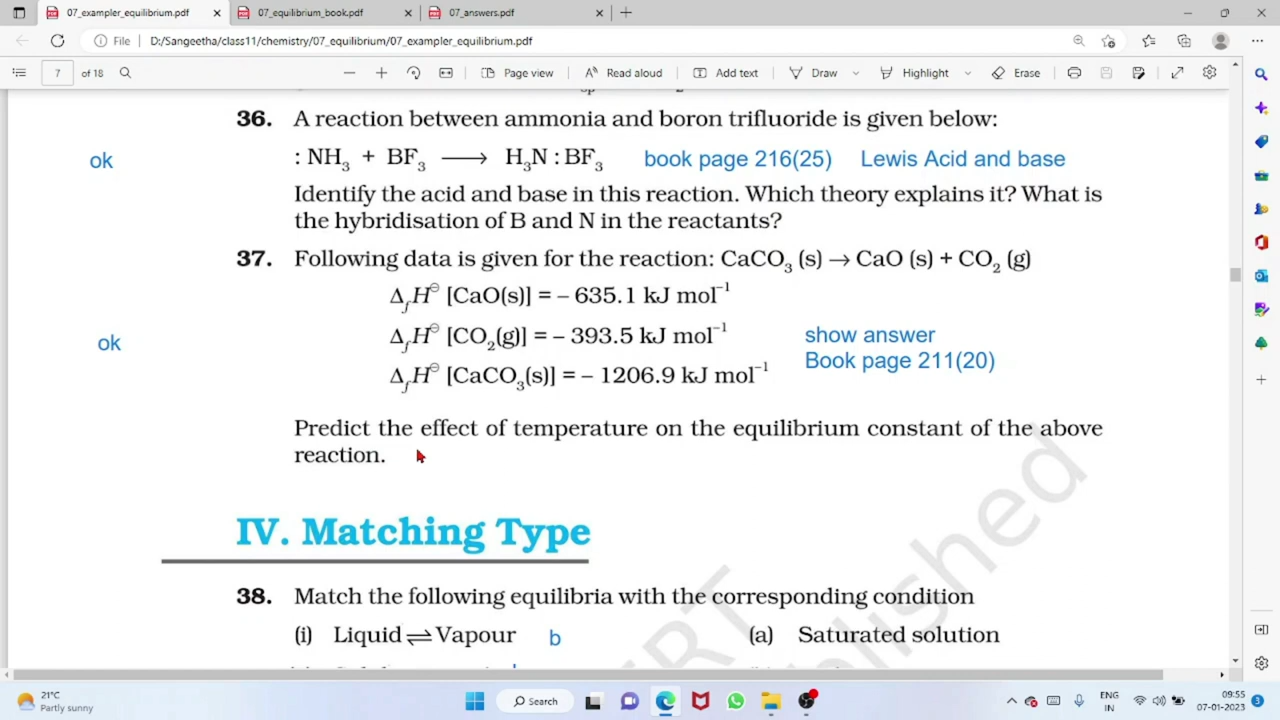 07_exampler_equilibrium.pdf
07_equilibrium_book.pdf
07_answers.pdf
File
D:/Sangeetha/class11/chemistry/07_equilibrium/07_exampler_equilibrium.pdf
7 of 18
Page view
Read aloud
Add text
Draw
Highlight
Erase
36. A reaction between ammonia and boron trifluoride is given below:
ok
: NH₃ + BF₃ ⟶ H₃N : BF₃ book page 216(25) Lewis Acid and base
Identify the acid and base in this reaction. Which theory explains it? What is
the hybridisation of B and N in the reactants?
37. Following data is given for the reaction: CaCO₃ (s) → CaO (s) + CO₂ (g)
Δ_fH^⊖ [CaO(s)] = – 635.1 kJ mol⁻¹
Δ_fH^⊖ [CO₂(g)] = – 393.5 kJ mol⁻¹ show answer
ok
Book page 211(20)
Δ_fH^⊖ [CaCO₃(s)] = – 1206.9 kJ mol⁻¹
Predict the effect of temperature on the equilibrium constant of the above
reaction.
IV. Matching Type
38. Match the following equilibria with the corresponding condition
(i) Liquid ⇌ Vapour b (a) Saturated solution
21°C
Partly sunny
Search
ENG
IN
09:55
07-01-2023
3